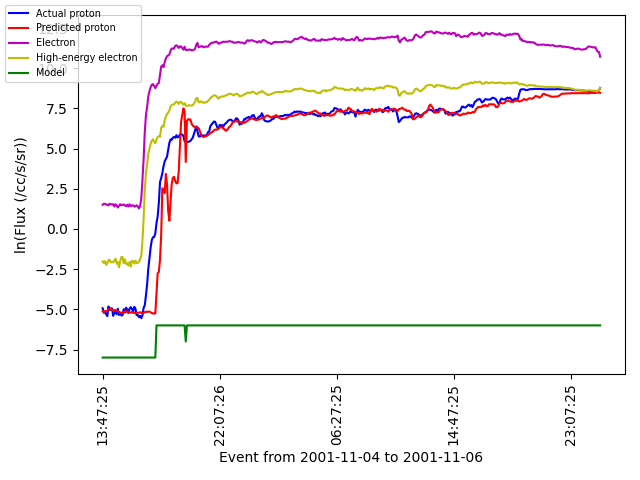 Actual proton
Predicted proton
Electron
High-energy electron
Model
7.5
5.0
2.5
0.0
−2.5
−5.0
−7.5
ln(Flux (/cc/s/sr))
13:47:25
22:07:26
06:27:25
14:47:25
23:07:25
Event from 2001-11-04 to 2001-11-06